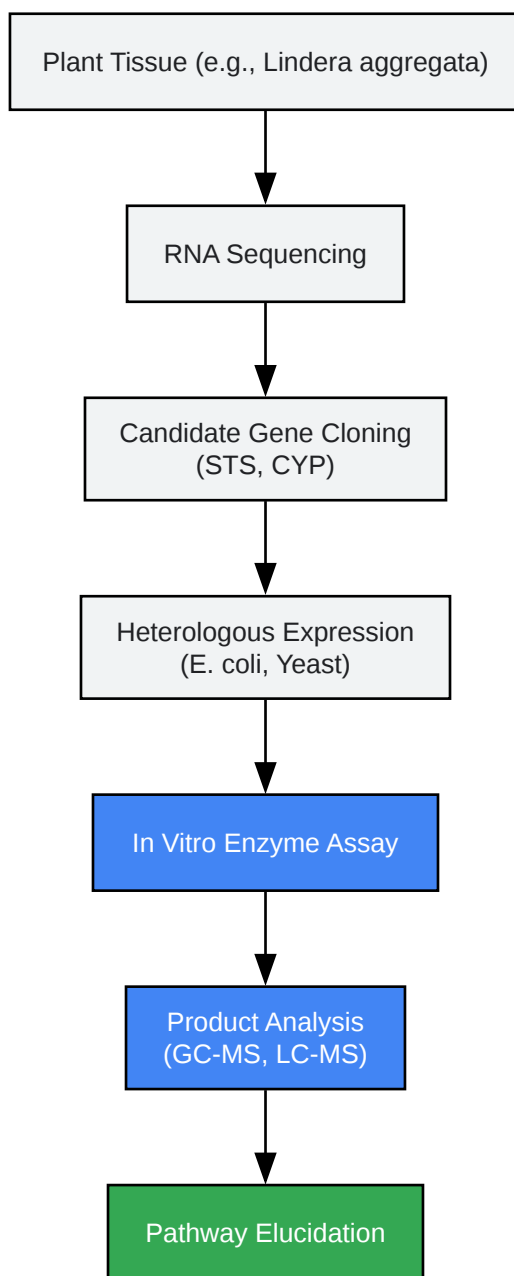 Plant Tissue (e.g., Lindera aggregata)
RNA Sequencing
Candidate Gene Cloning
(STS, CYP)
Heterologous Expression
(E. coli, Yeast)
In Vitro Enzyme Assay
Product Analysis
(GC-MS, LC-MS)
Pathway Elucidation